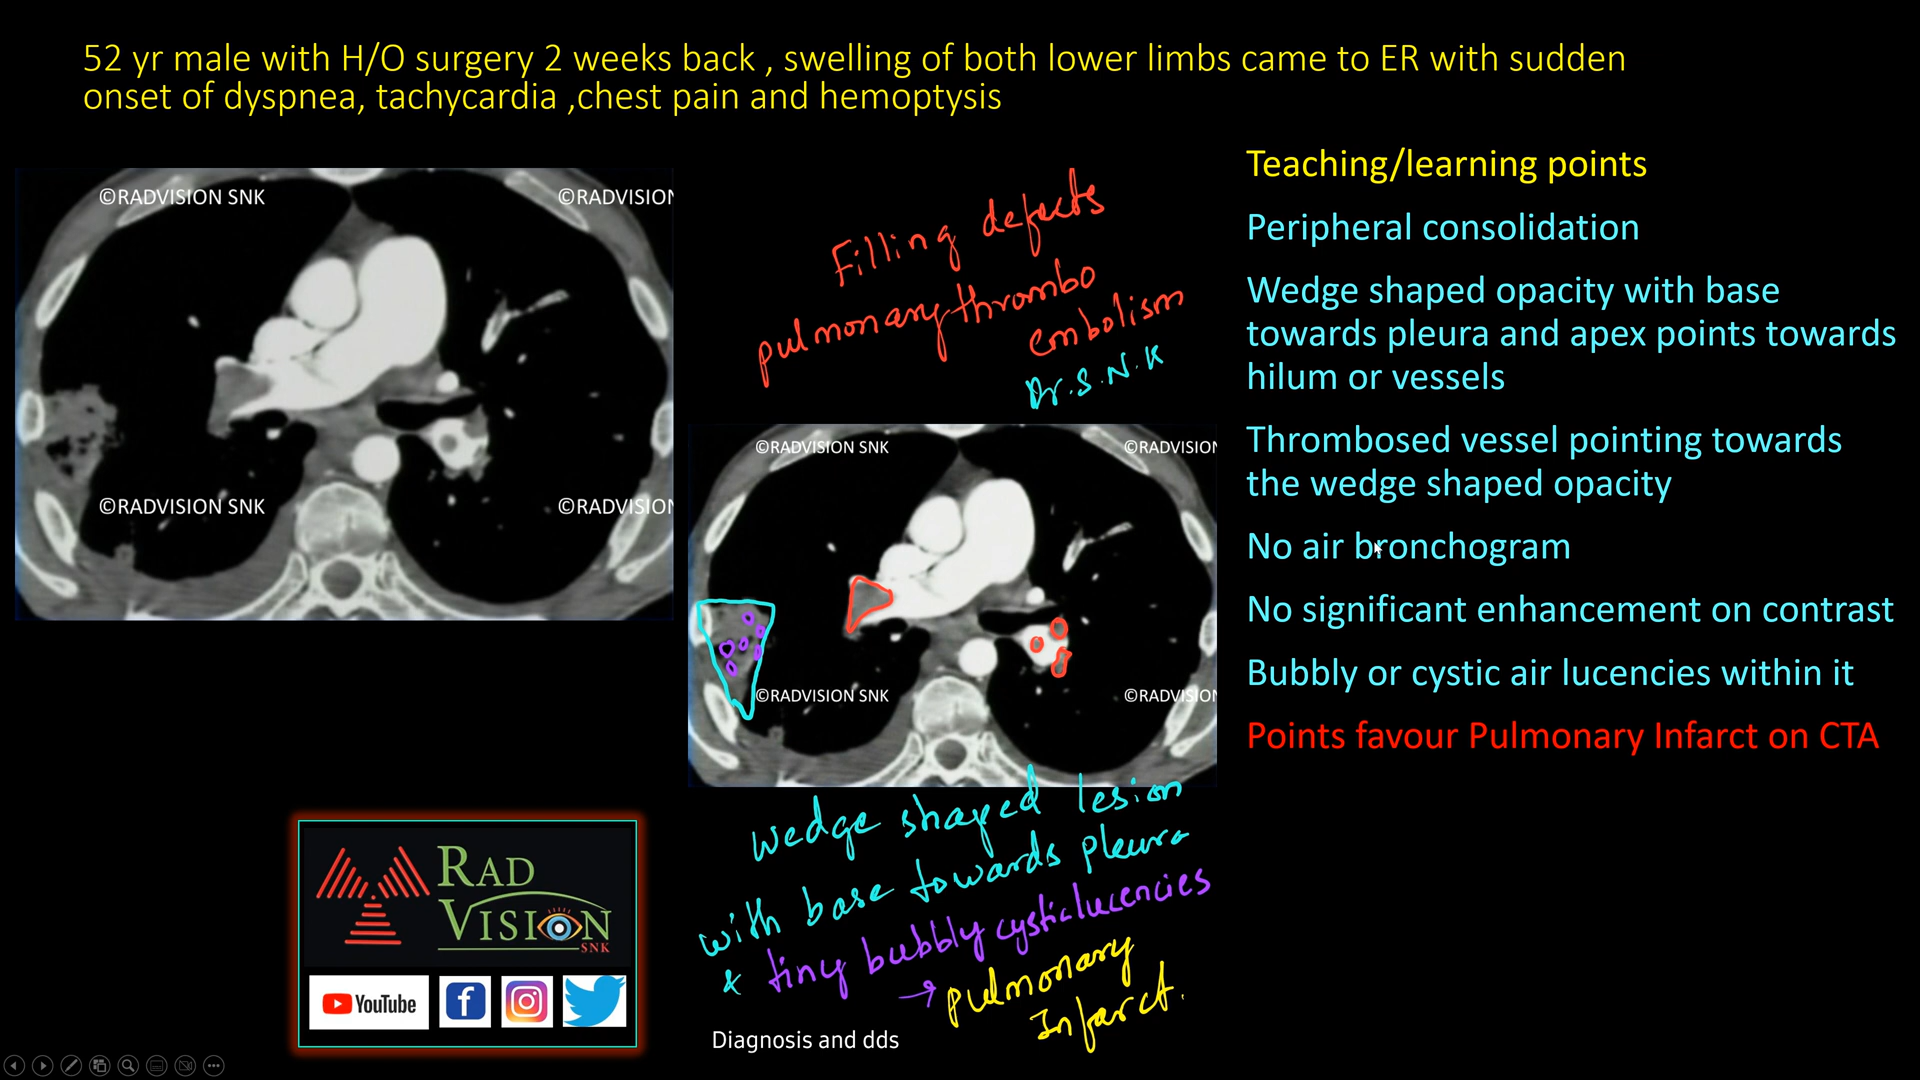 52 yr male with H/O surgery 2 weeks back , swelling of both lower limbs came to ER with sudden
onset of dyspnea, tachycardia ,chest pain and hemoptysis
©RADVISION SNK
©RADVISION
©RADVISION SNK
©RADVISION
Filling defects
pulmonary thrombo
embolism
Dr.S.N.K
©RADVISION SNK
©RADVISION
©RADVISION SNK
©RADVISION
wedge shaped lesion
with base towards pleura
& tiny bubbly cystic lucencies
→ pulmonary
Infarct.
Diagnosis and dds
Teaching/learning points
Peripheral consolidation
Wedge shaped opacity with base
towards pleura and apex points towards
hilum or vessels
Thrombosed vessel pointing towards
the wedge shaped opacity
No air bronchogram
No significant enhancement on contrast
Bubbly or cystic air lucencies within it
Points favour Pulmonary Infarct on CTA
RAD
VISION
SNK
YouTube